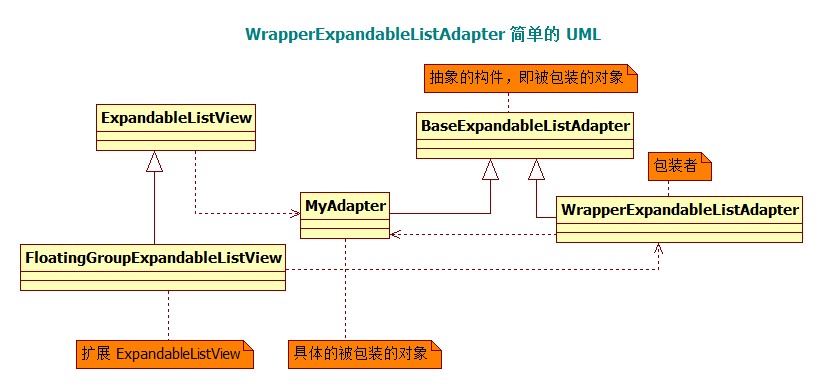 WrapperExpandableListAdapter 简单的 UML
抽象的构件，即被包装的对象
ExpandableListView
BaseExpandableListAdapter
包装者
MyAdapter
WrapperExpandableListAdapter
FloatingGroupExpandableListView
扩展 ExpandableListView
具体的被包装的对象